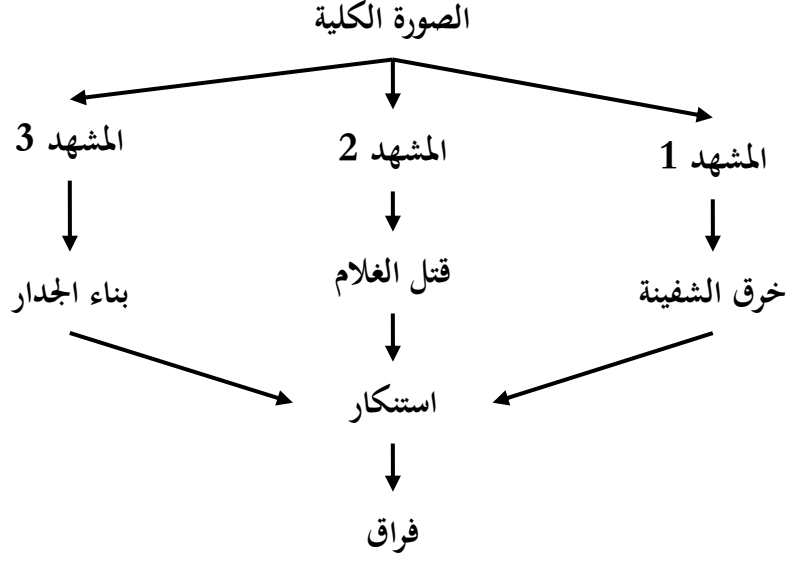 الصورة الكلية
المشهد 1
المشهد 2
المشهد 3
خرق الشفينة
قتل الغلام
بناء الجدار
استنكار
فراق